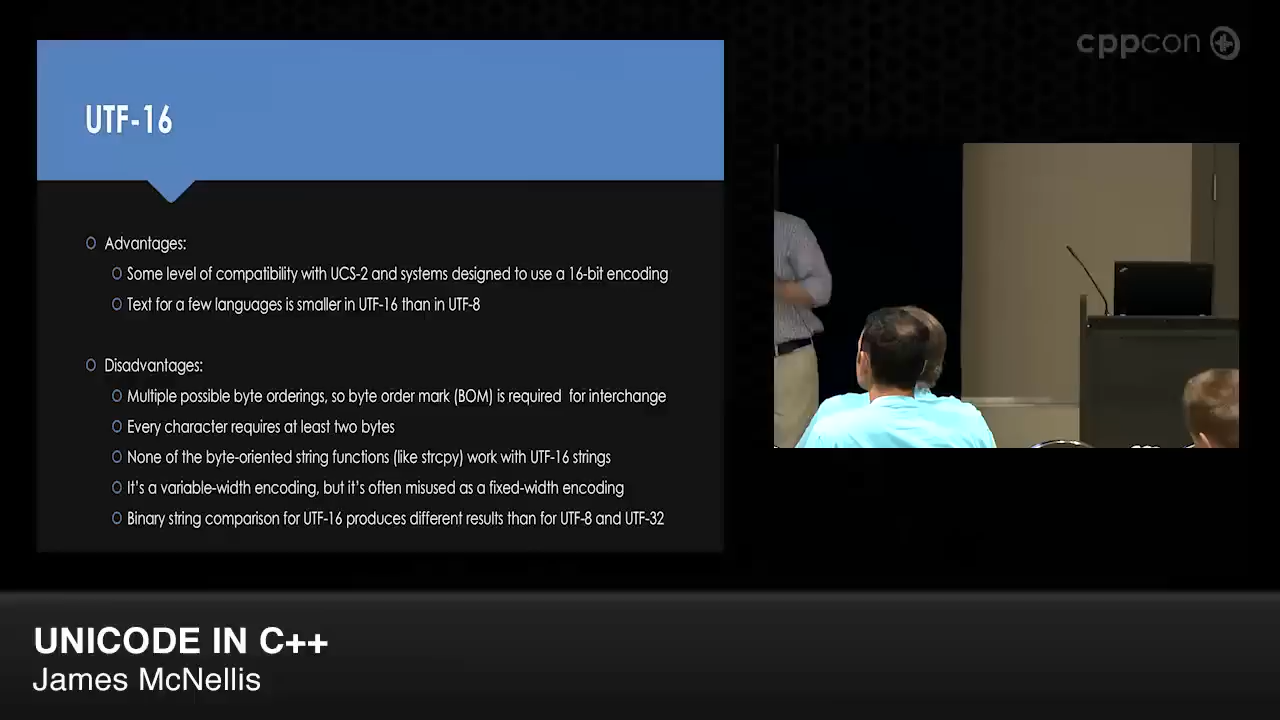 cppcon
UTF-16
Advantages:
Some level of compatibility with UCS-2 and systems designed to use a 16-bit encoding
Text for a few languages is smaller in UTF-16 than in UTF-8
Disadvantages:
Multiple possible byte orderings, so byte order mark (BOM) is required for interchange
Every character requires at least two bytes
None of the byte-oriented string functions (like strcpy) work with UTF-16 strings
It's a variable-width encoding, but it's often misused as a fixed-width encoding
Binary string comparison for UTF-16 produces different results than for UTF-8 and UTF-32
UNICODE IN C++
James McNellis